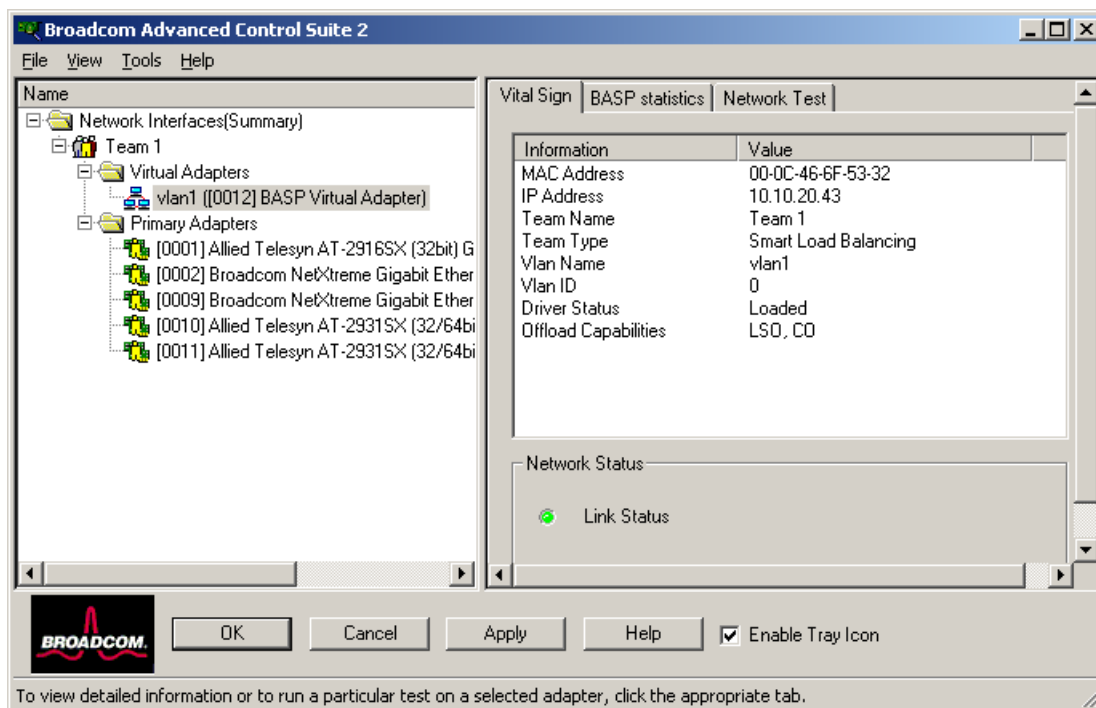 Broadcom Advanced Control Suite 2
File View Tools Help
Name
Network Interfaces(Summary)
Team 1
Virtual Adapters
vlan1 ([0012] BASP Virtual Adapter)
Primary Adapters
[0001] Allied Telesyn AT-2916SX (32bit) G
[0002] Broadcom NetXtreme Gigabit Ether
[0009] Broadcom NetXtreme Gigabit Ether
[0010] Allied Telesyn AT-2931SX (32/64bi
[0011] Allied Telesyn AT-2931SX (32/64bi
Vital Sign BASP statistics Network Test
Information Value
MAC Address 00-0C-46-6F-53-32
IP Address 10.10.20.43
Team Name Team 1
Team Type Smart Load Balancing
Vlan Name vlan1
Vlan ID 0
Driver Status Loaded
Offload Capabilities LSO, CO
Network Status
Link Status
BROADCOM. OK Cancel Apply Help Enable Tray Icon
To view detailed information or to run a particular test on a selected adapter, click the appropriate tab.